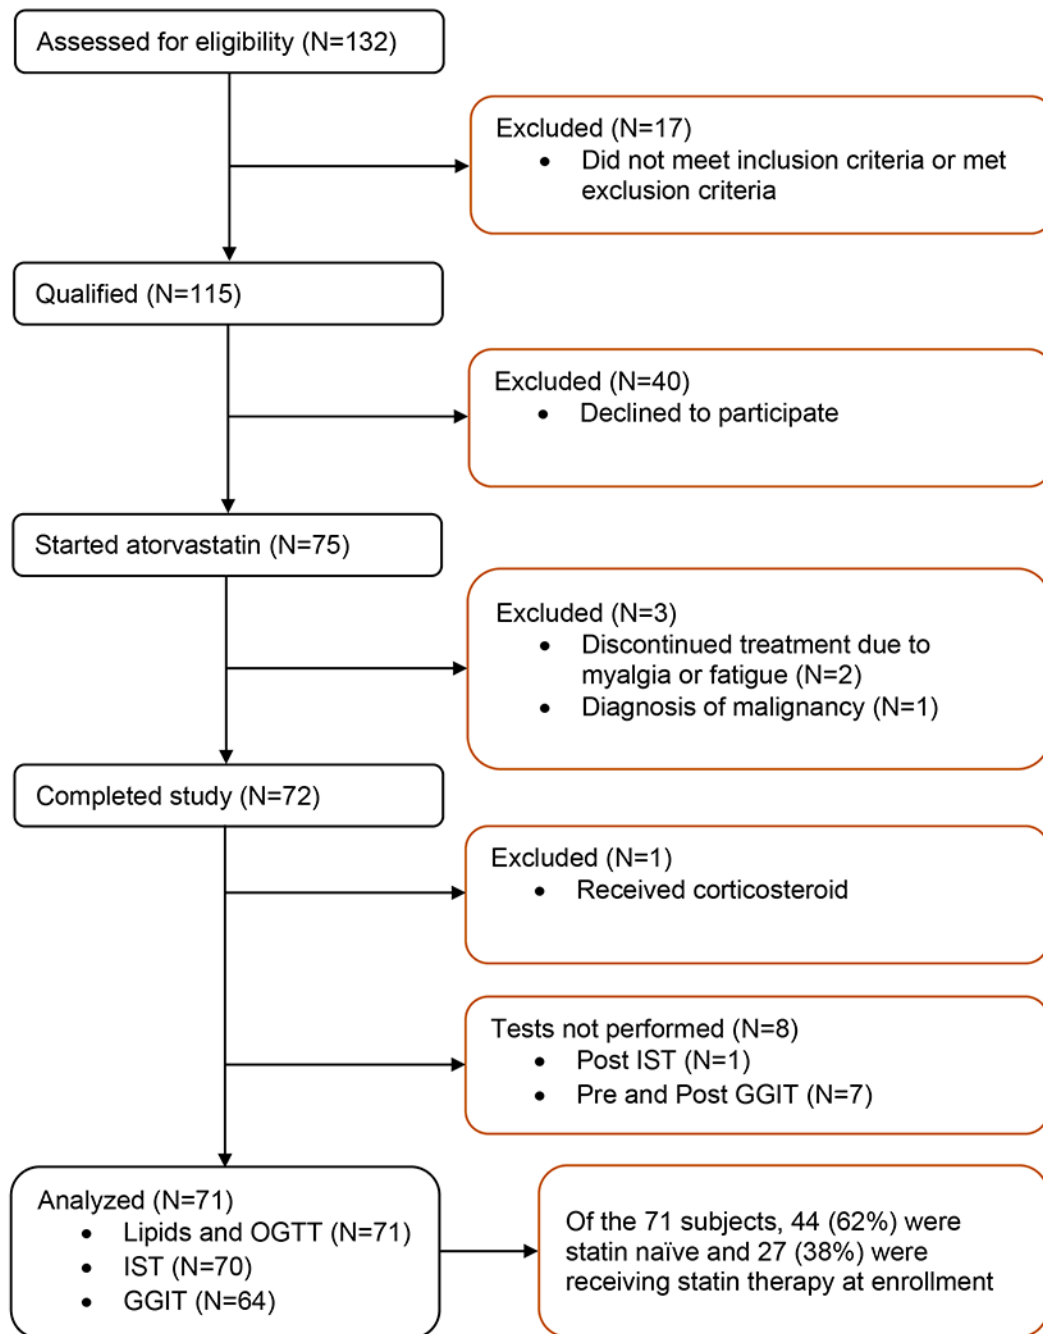 Assessed for eligibility (N=132)
Excluded (N=17)
• Did not meet inclusion criteria or met
exclusion criteria
Qualified (N=115)
Excluded (N=40)
• Declined to participate
Started atorvastatin (N=75)
Excluded (N=3)
• Discontinued treatment due to
myalgia or fatigue (N=2)
• Diagnosis of malignancy (N=1)
Completed study (N=72)
Excluded (N=1)
• Received corticosteroid
Tests not performed (N=8)
• Post IST (N=1)
• Pre and Post GGIT (N=7)
Analyzed (N=71)
• Lipids and OGTT (N=71)
• IST (N=70)
• GGIT (N=64)
Of the 71 subjects, 44 (62%) were
statin naïve and 27 (38%) were
receiving statin therapy at enrollment